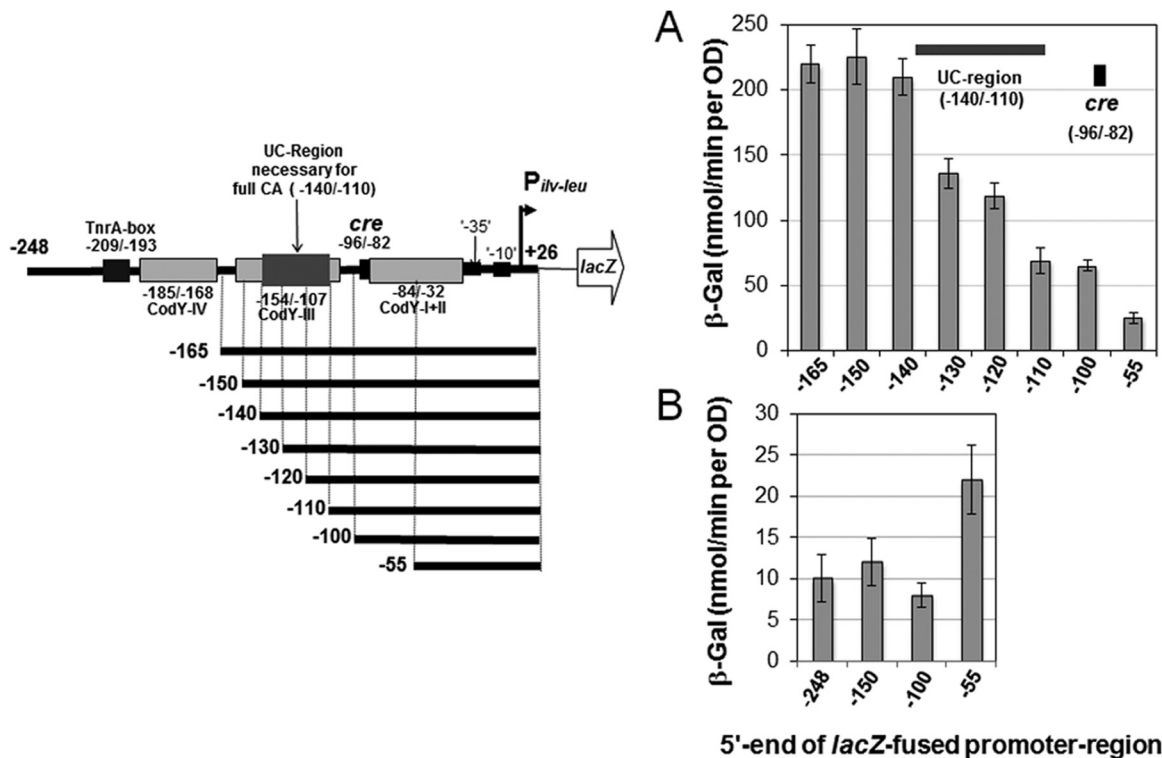 UC-Region
necessary for
full CA ( -140/-110)
P ilv-leu
TnrA-box
-209/-193
cre
-96/-82
'-35'
'-10'
-248
+26
lacZ
-185/-168
CodY-IV
-154/-107
CodY-III
-84/-32
CodY-I+II
-165
-150
-140
-130
-120
-110
-100
-55
A
β-Gal (nmol/min per OD)
250
200
150
100
50
0
UC-region
(-140/-110)
cre
(-96/-82)
-165 -150 -140 -130 -120 -110 -100 -55
B
β-Gal (nmol/min per OD)
30
25
20
15
10
5
0
-248 -150 -100 -55
5'-end of lacZ-fused promoter-region